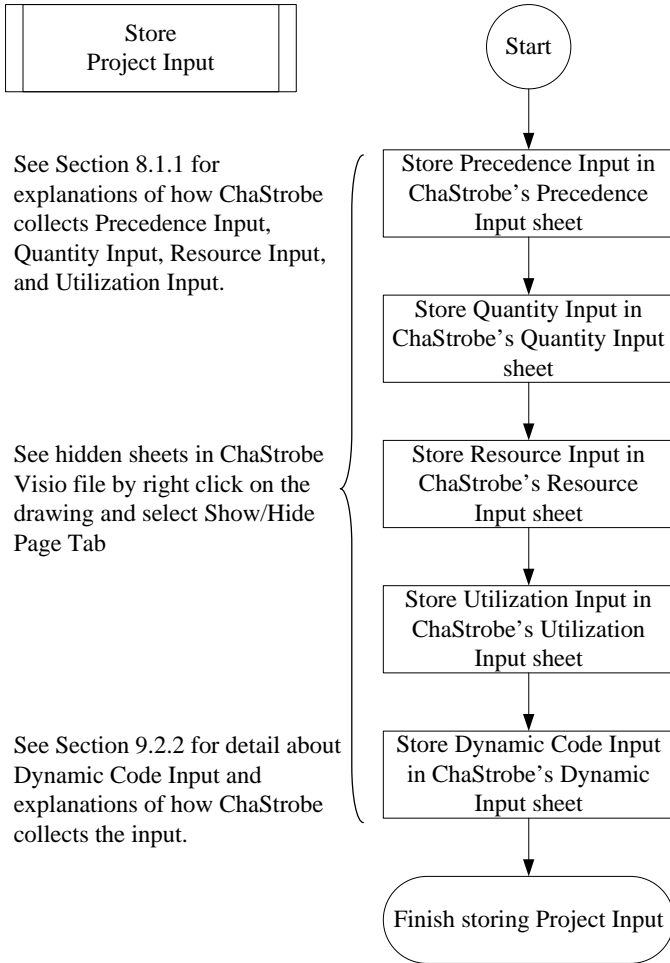 Store
Project Input
Start
See Section 8.1.1 for
explanations of how ChaStrobe
collects Precedence Input,
Quantity Input, Resource Input,
and Utilization Input.
Store Precedence Input in
ChaStrobe’s Precedence
Input sheet
Store Quantity Input in
ChaStrobe’s Quantity Input
sheet
See hidden sheets in ChaStrobe
Visio file by right click on the
drawing and select Show/Hide
Page Tab
Store Resource Input in
ChaStrobe’s Resource
Input sheet
Store Utilization Input in
ChaStrobe’s Utilization
Input sheet
See Section 9.2.2 for detail about
Dynamic Code Input and
explanations of how ChaStrobe
collects the input.
Store Dynamic Code Input
in ChaStrobe’s Dynamic
Input sheet
Finish storing Project Input